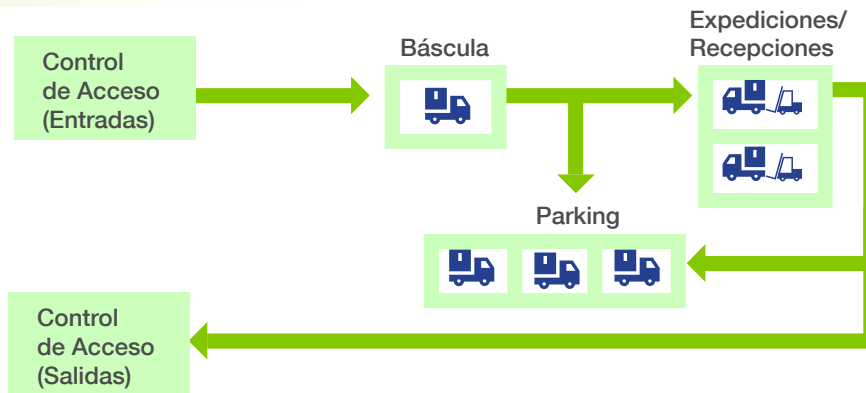 Control
de Acceso
(Entradas)
Báscula
Expediciones/
Recepciones
Parking
Control
de Acceso
(Salidas)